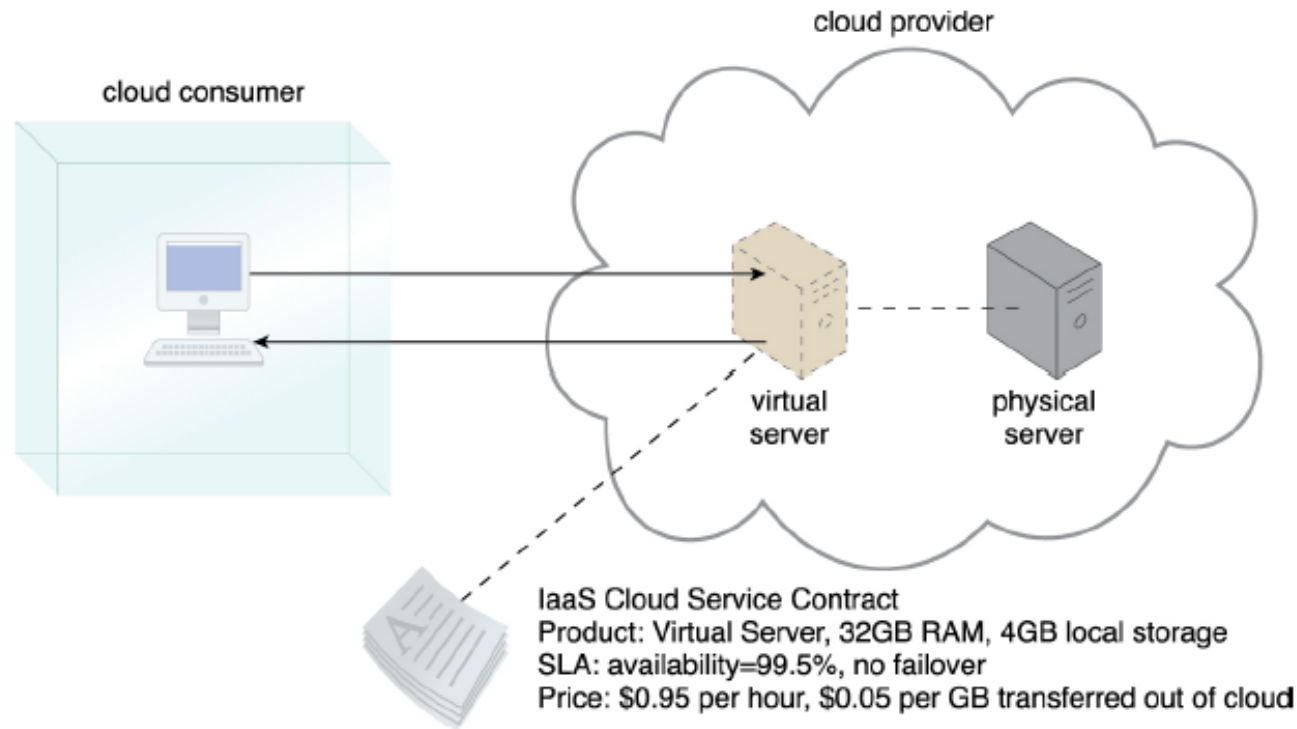 cloud provider
cloud consumer
virtual
server
physical
server
A
IaaS Cloud Service Contract
Product: Virtual Server, 32GB RAM, 4GB local storage
SLA: availability=99.5%, no failover
Price: $0.95 per hour, $0.05 per GB transferred out of cloud